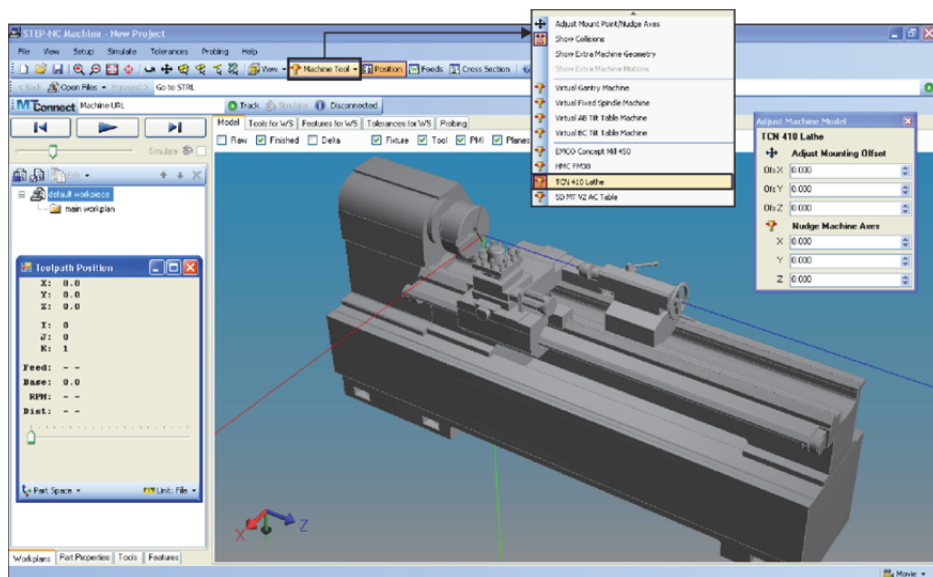 STEP-NC Machine - New Project
File View Setup Simulate Tolerances Probing Help
View Machine Tool Position Feeds Cross Section
Back Open Files Forward Go to STRL
MTConnect Machine URL Track Simulate Disconnected
Model Tools for WS Features for WS Tolerances for WS Probing
Raw Finished Delta Fixture Tool PMI Planes
Simulate
Edit
default workpiece
main workplan
Toolpath Position
X: 0.0
Y: 0.0
Z: 0.0
I: 0
J: 0
K: 1
Feed: - -
Base: 0.0
RPM: - -
Dist: - -
Part Space Unit: File
Workplans Part Properties Tools Features
Adjust Mount Point/Nudge Axes
Show Collisions
Show Extra Machine Geometry
Show Extra Machine Motions
Virtual Gantry Machine
Virtual Fixed Spindle Machine
Virtual AB Tilt Table Machine
Virtual BC Tilt Table Machine
EMCO Concept Mill 450
HMC FM38
TCN 410 Lathe
SD MT V2 AC Table
Adjust Machine Model
TCN 410 Lathe
Adjust Mounting Offset
Ofs X 0.000
Ofs Y 0.000
Ofs Z 0.000
Nudge Machine Axes
X 0.000
Y 0.000
Z 0.000
X Z
Movie